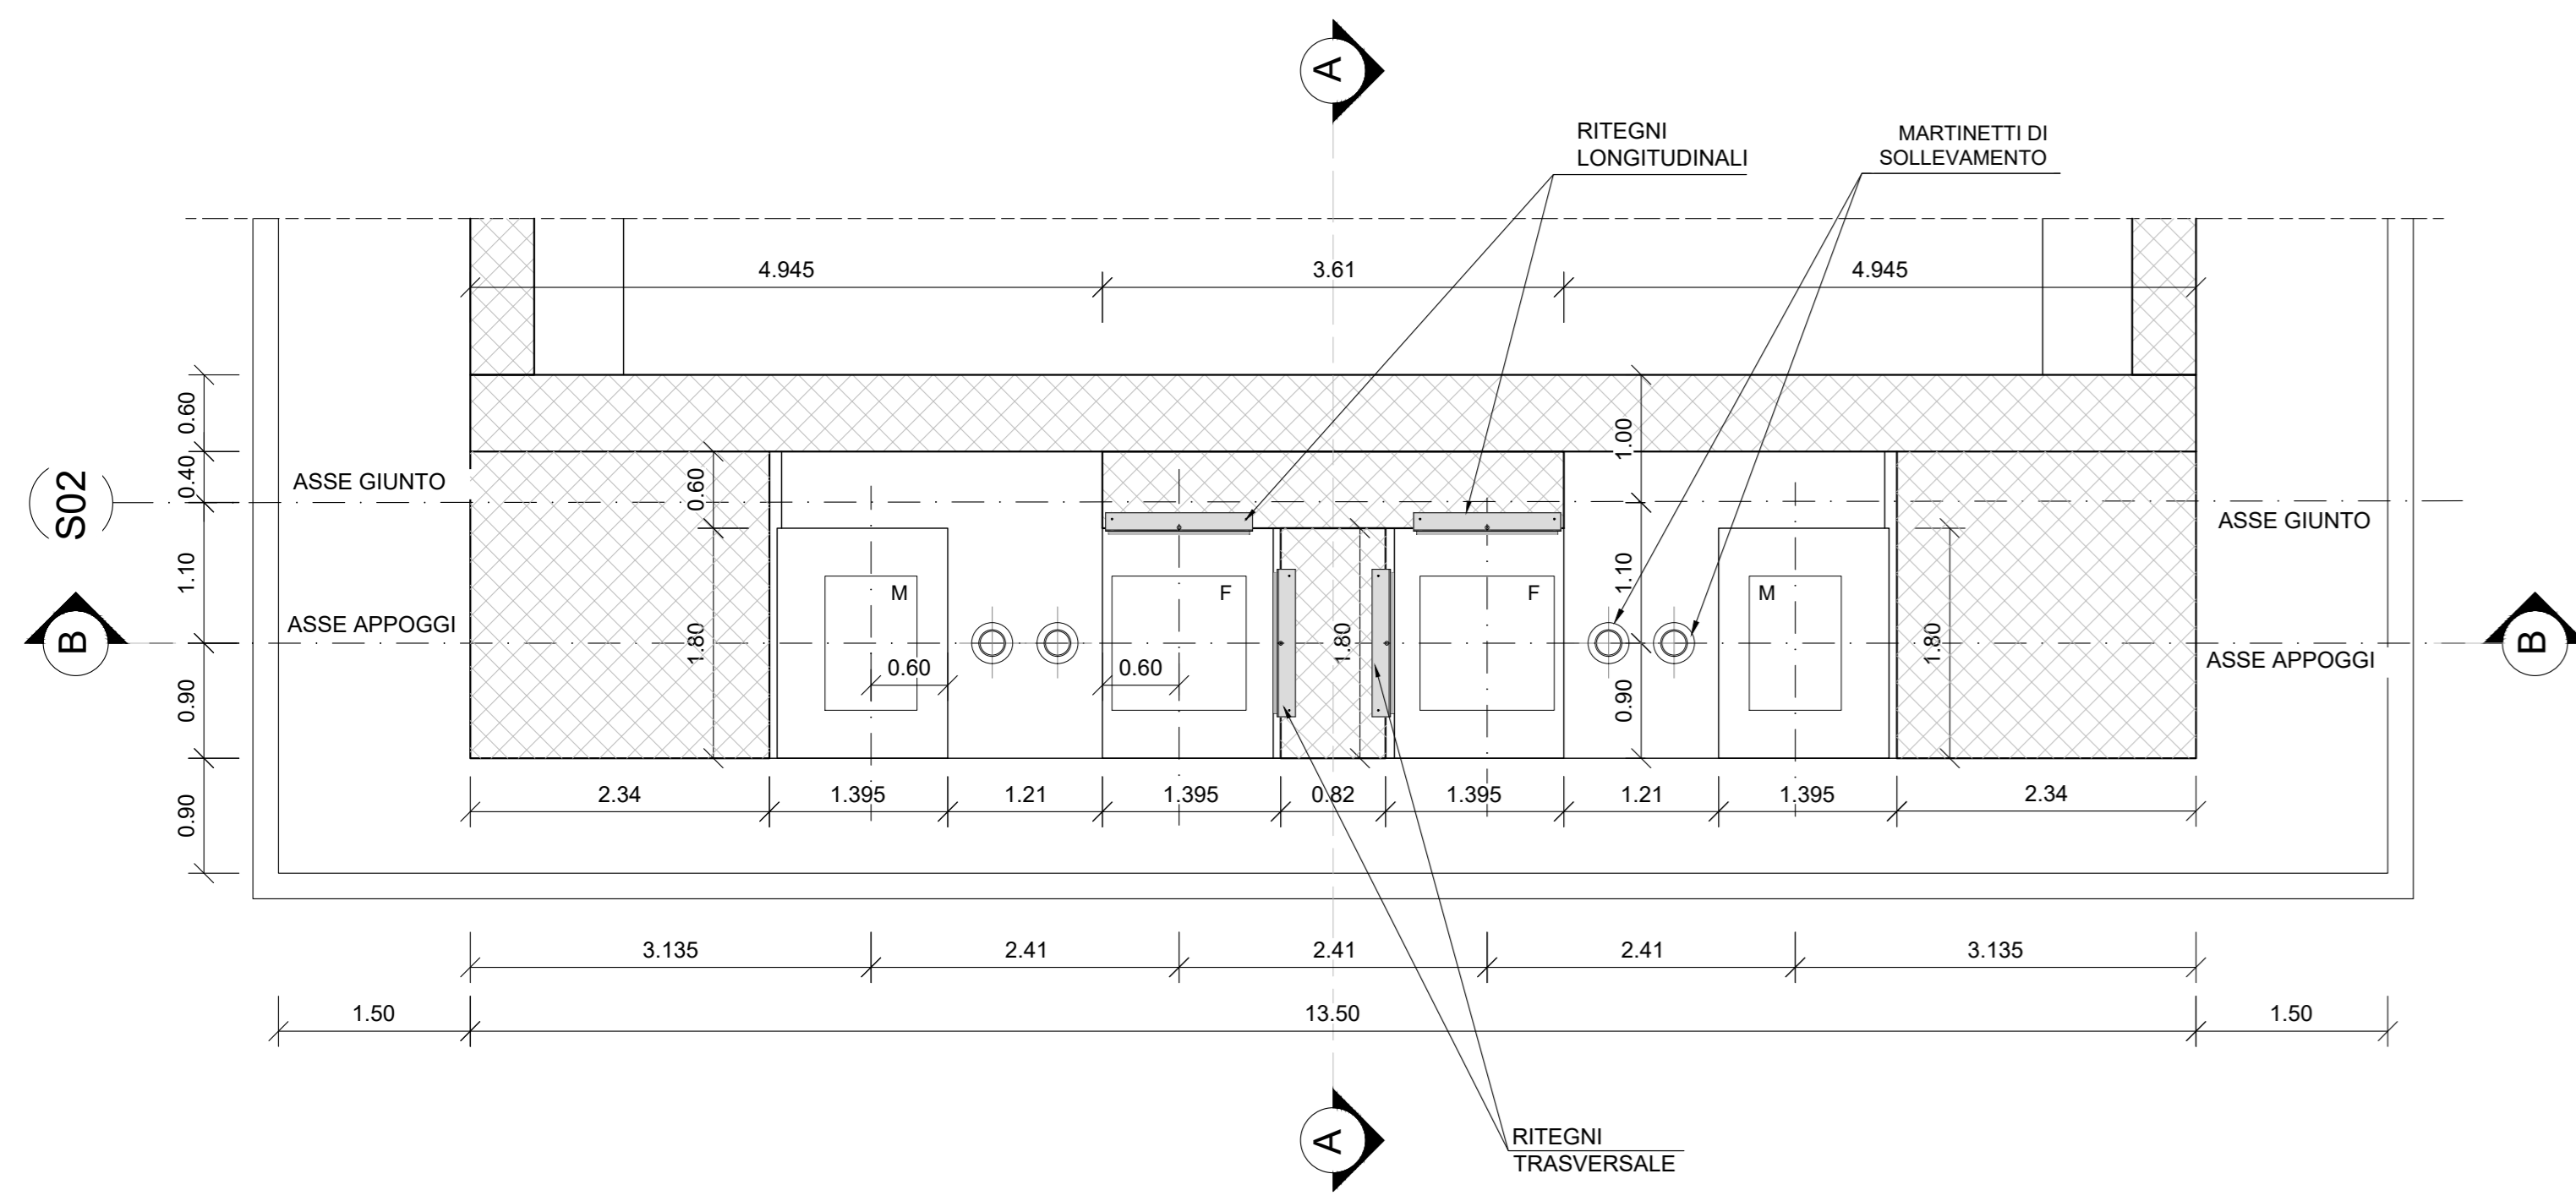 A
RITEGNI
LONGITUDINALI
MARTINETTI DI
SOLLEVAMENTO
4.945
3.61
4.945
0.60
0.40
1.10
0.90
0.90
S02
B
ASSE GIUNTO
ASSE APPOGGI
0.60
1.80
M
0.60
0.60
F
1.80
F
1.00
1.10
0.90
M
1.80
ASSE GIUNTO
ASSE APPOGGI
B
2.34
1.395
1.21
1.395
0.82
1.395
1.21
1.395
2.34
3.135
2.41
2.41
2.41
3.135
1.50
13.50
1.50
A
RITEGNI
TRASVERSALE